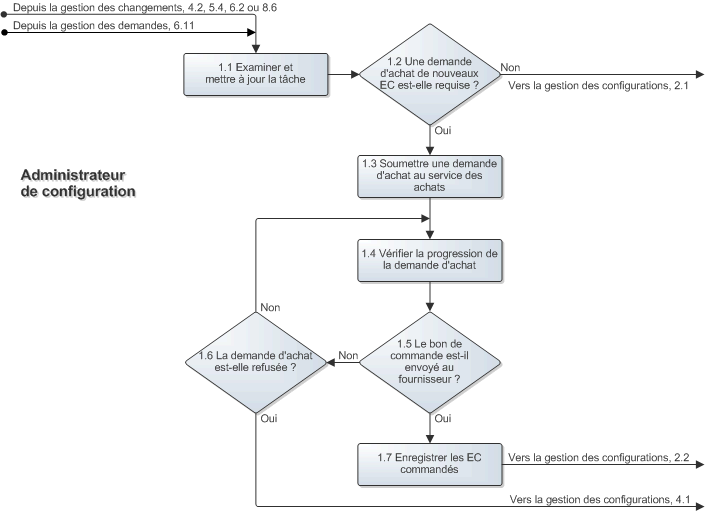 Depuis la gestion des changements, 4.2, 5.4, 6.2 ou 8.6
Depuis la gestion des demandes, 6.11
1.1 Examiner et
mettre à jour la tâche
1.2 Une demande
d'achat de nouveaux
EC est-elle requise ?
Non
Vers la gestion des configurations, 2.1
Oui
Administrateur
de configuration
1.3 Soumettre une demande
d'achat au service des
achats
1.4 Vérifier la progression de
la demande d'achat
Non
1.6 La demande d'achat
est-elle refusée ?
Non
1.5 Le bon de
commande est-il
envoyé au
fournisseur ?
Oui
Oui
1.7 Enregistrer les EC
commandés
Vers la gestion des configurations, 2.2
Vers la gestion des configurations, 4.1